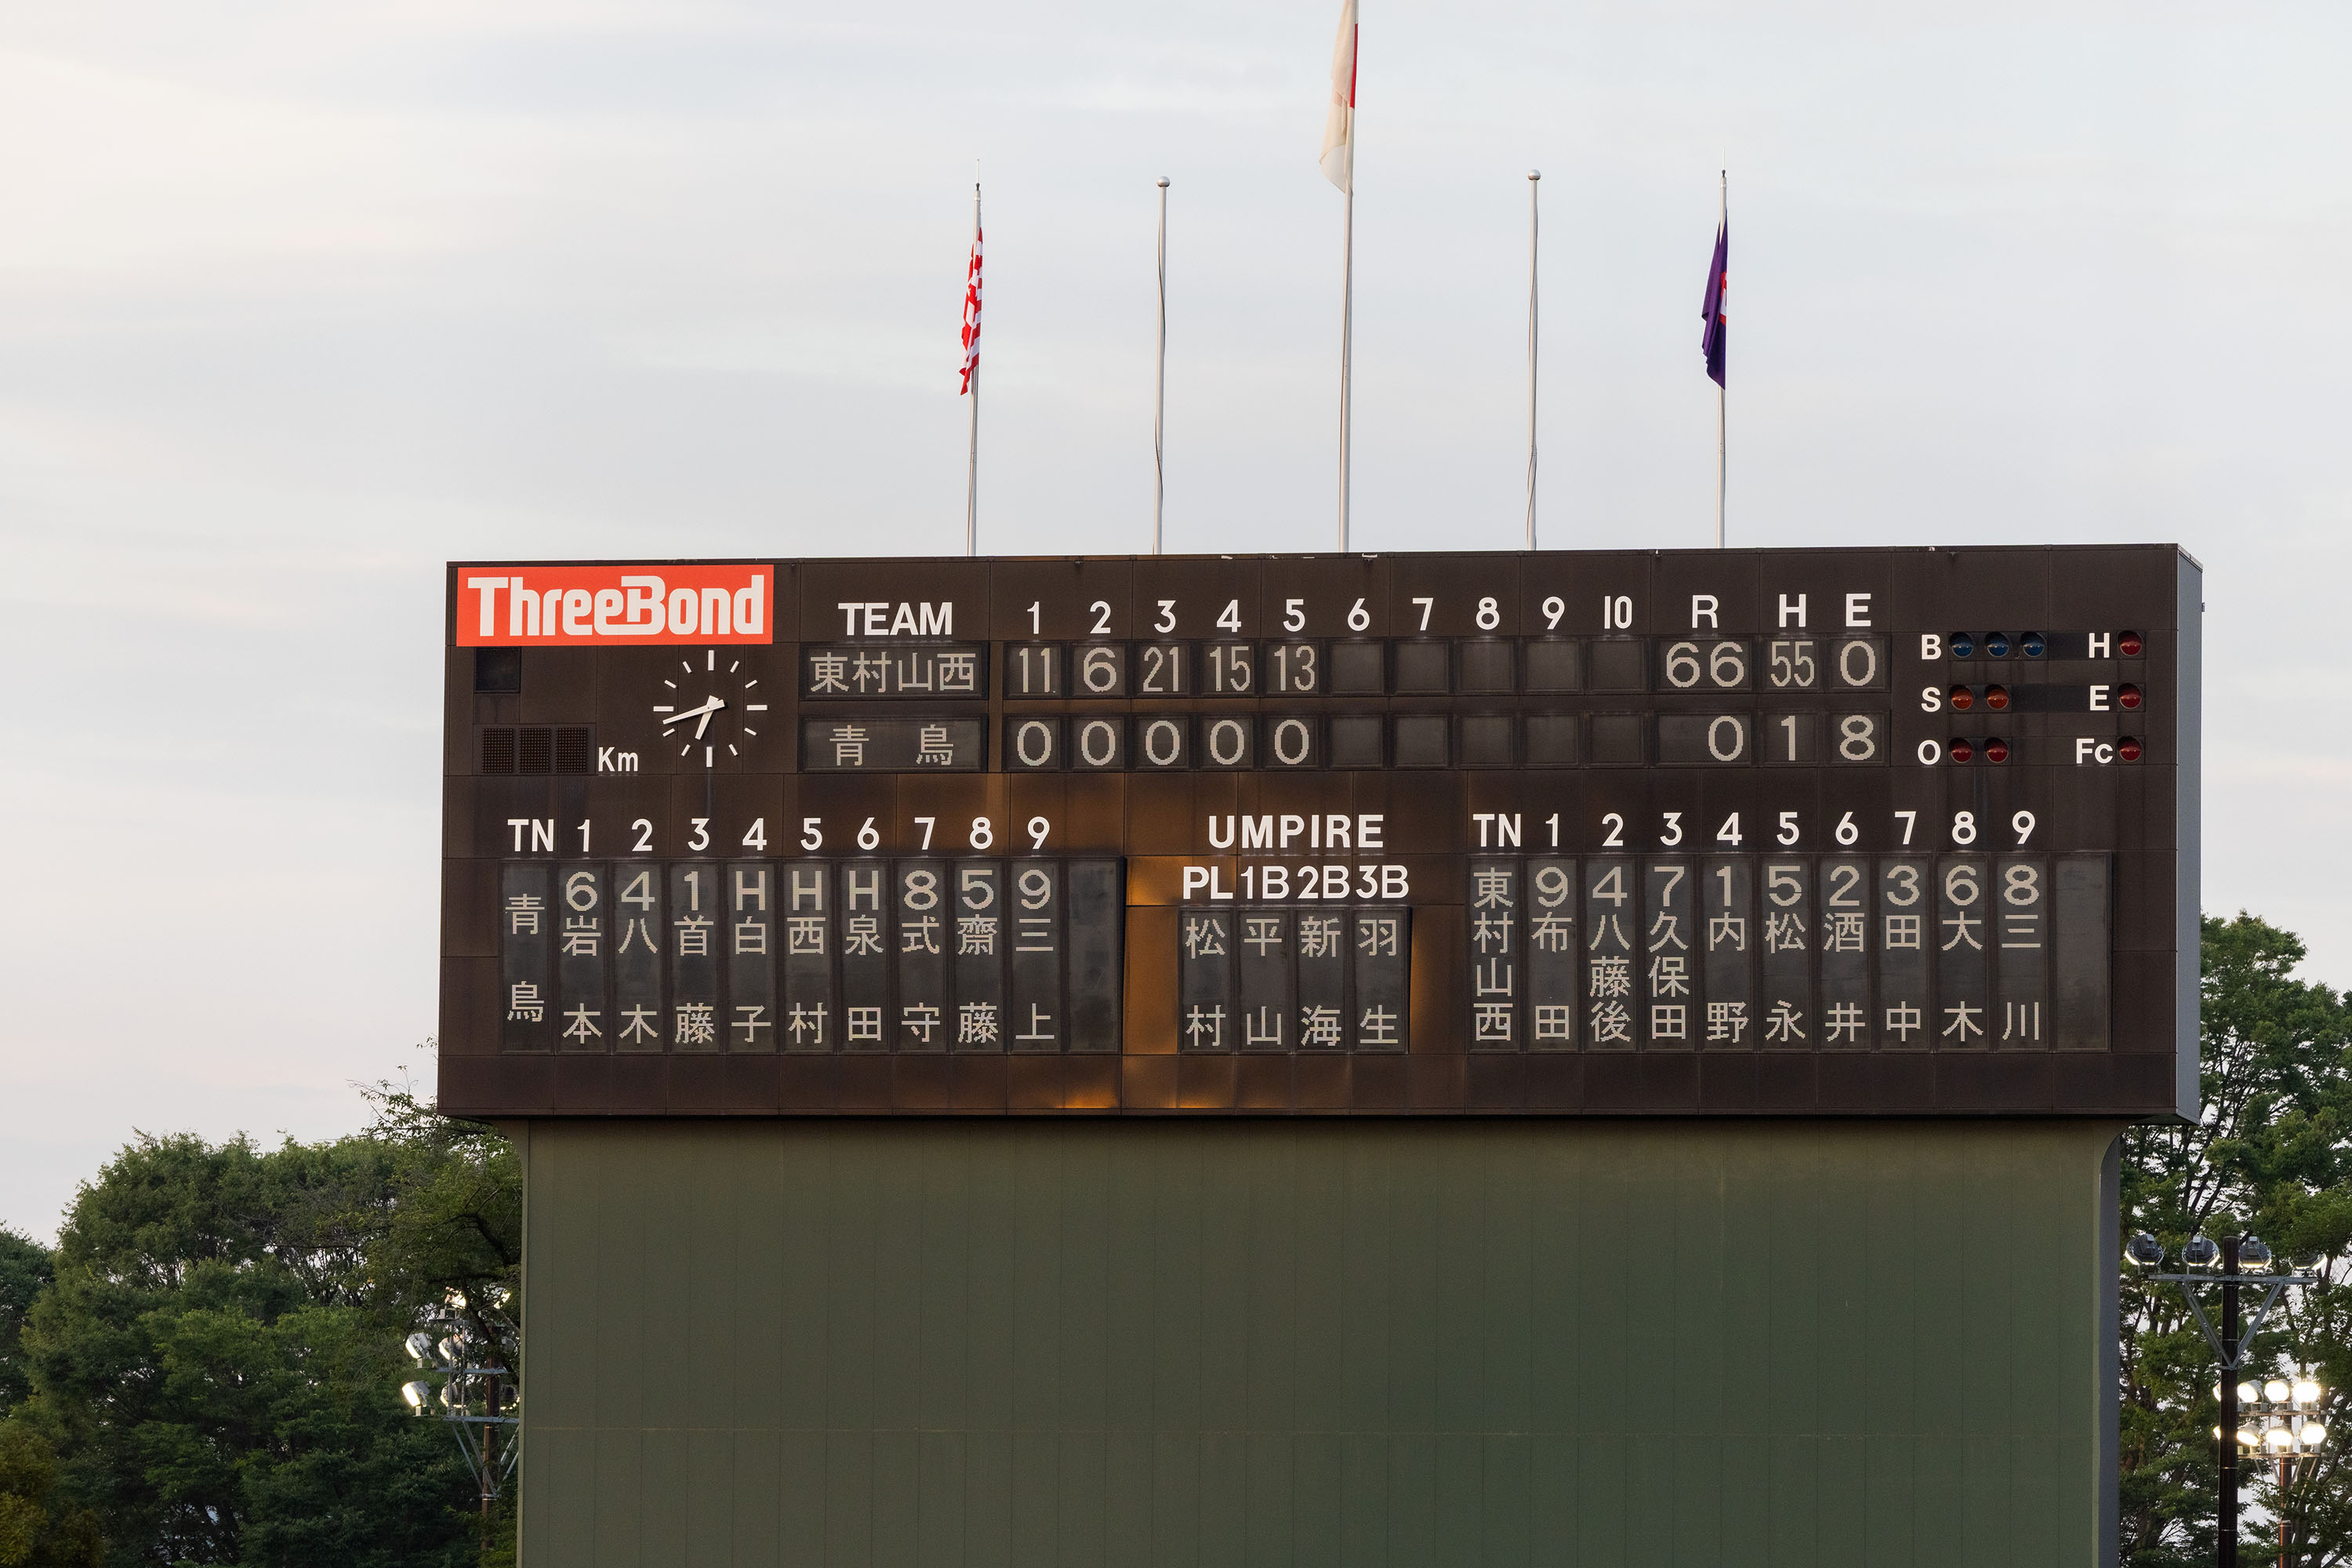 ThreeBond
TEAM 1 2 3 4 5 6 7 8 9 10 R H E
東村山西 11 6 21 15 13 66 55 0
B H
S E
青鳥 0 0 0 0 0 0 1 8
Km
O Fc
TN 1 2 3 4 5 6 7 8 9
青鳥
6 岩本
4 八木
1 首藤
H 白子
H 西村
H 泉田
8 式守
5 齋藤
9 三上
UMPIRE
PL 1B 2B 3B
松村
平山
新海
羽生
TN 1 2 3 4 5 6 7 8 9
東村山西
9 布田
4 八藤後
7 久保田
1 内野
5 松永
2 酒井
3 田中
6 大木
8 三川